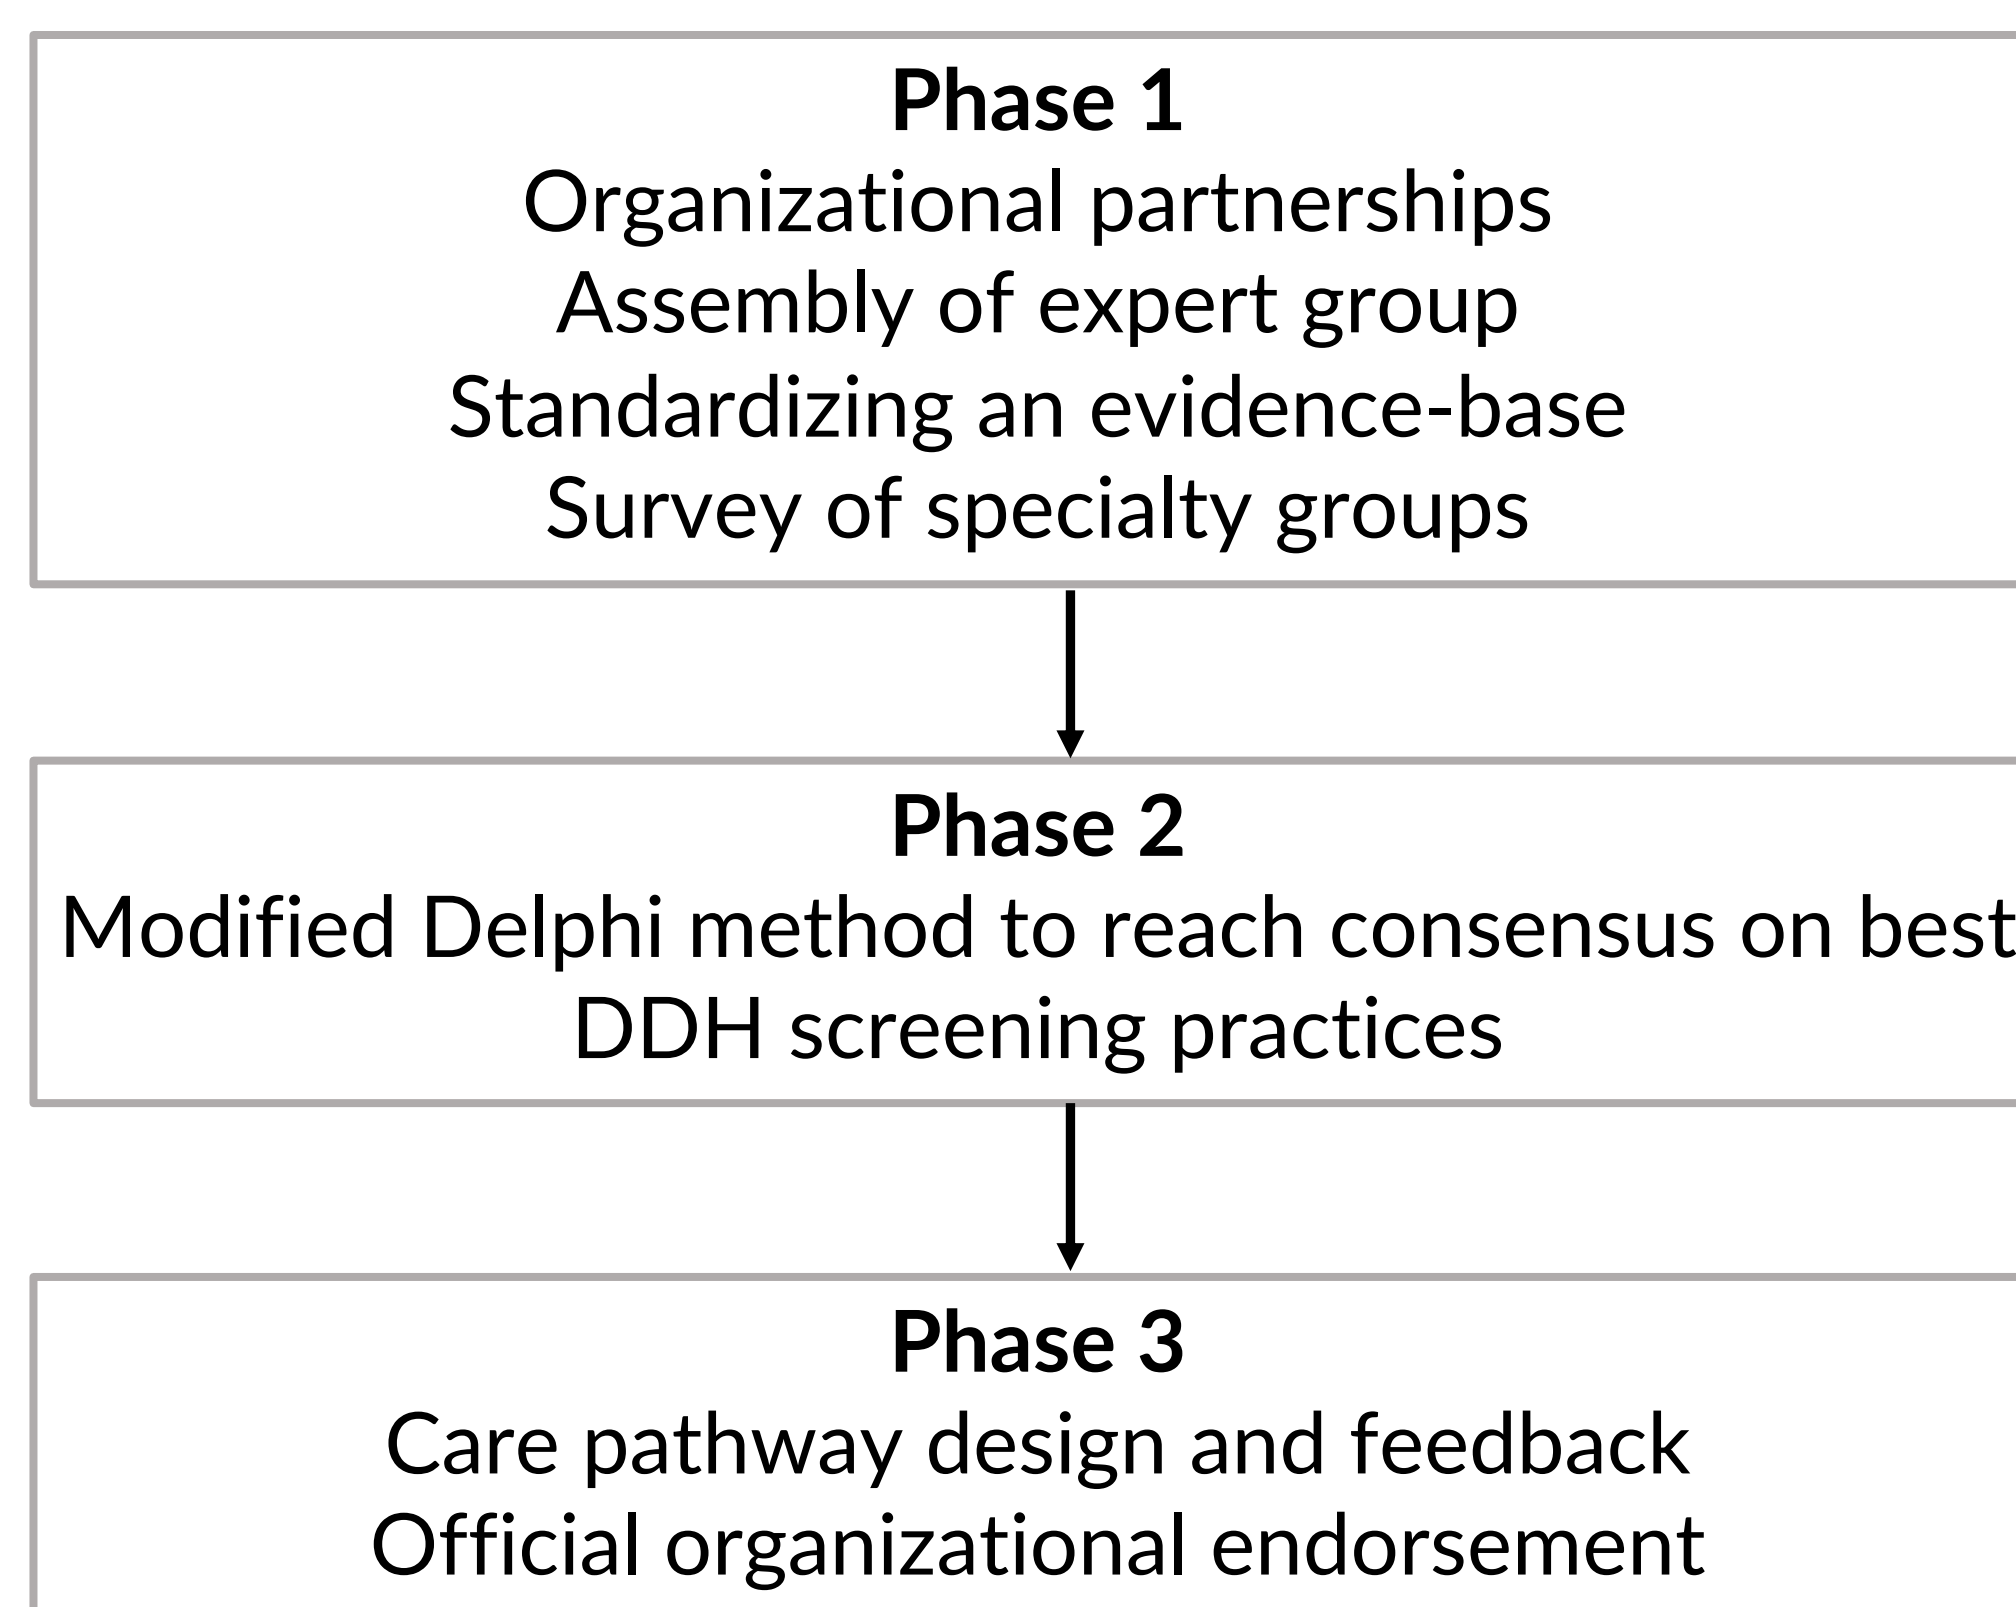 Phase 1
Organizational partnerships
Assembly of expert group
Standardizing an evidence-base
Survey of specialty groups
Phase 2
Modified Delphi method to reach consensus on best
DDH screening practices
Phase 3
Care pathway design and feedback
Official organizational endorsement